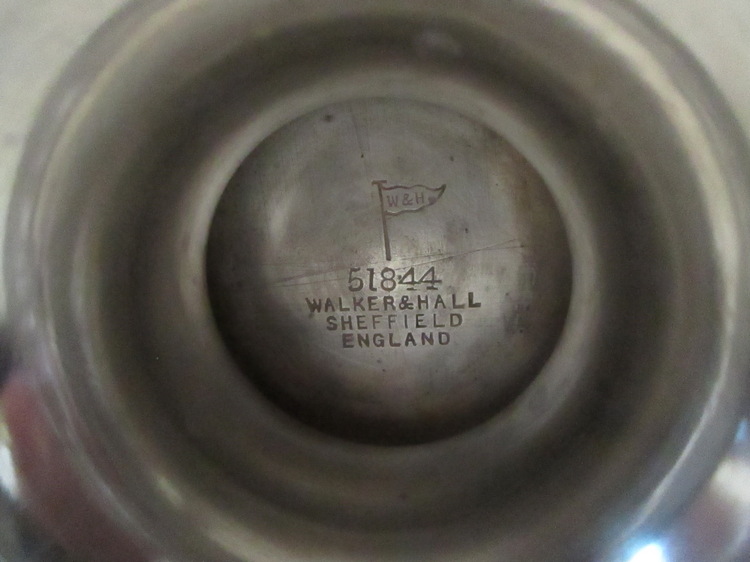 W&H
51844
WALKER&HALL
SHEFFIELD
ENGLAND